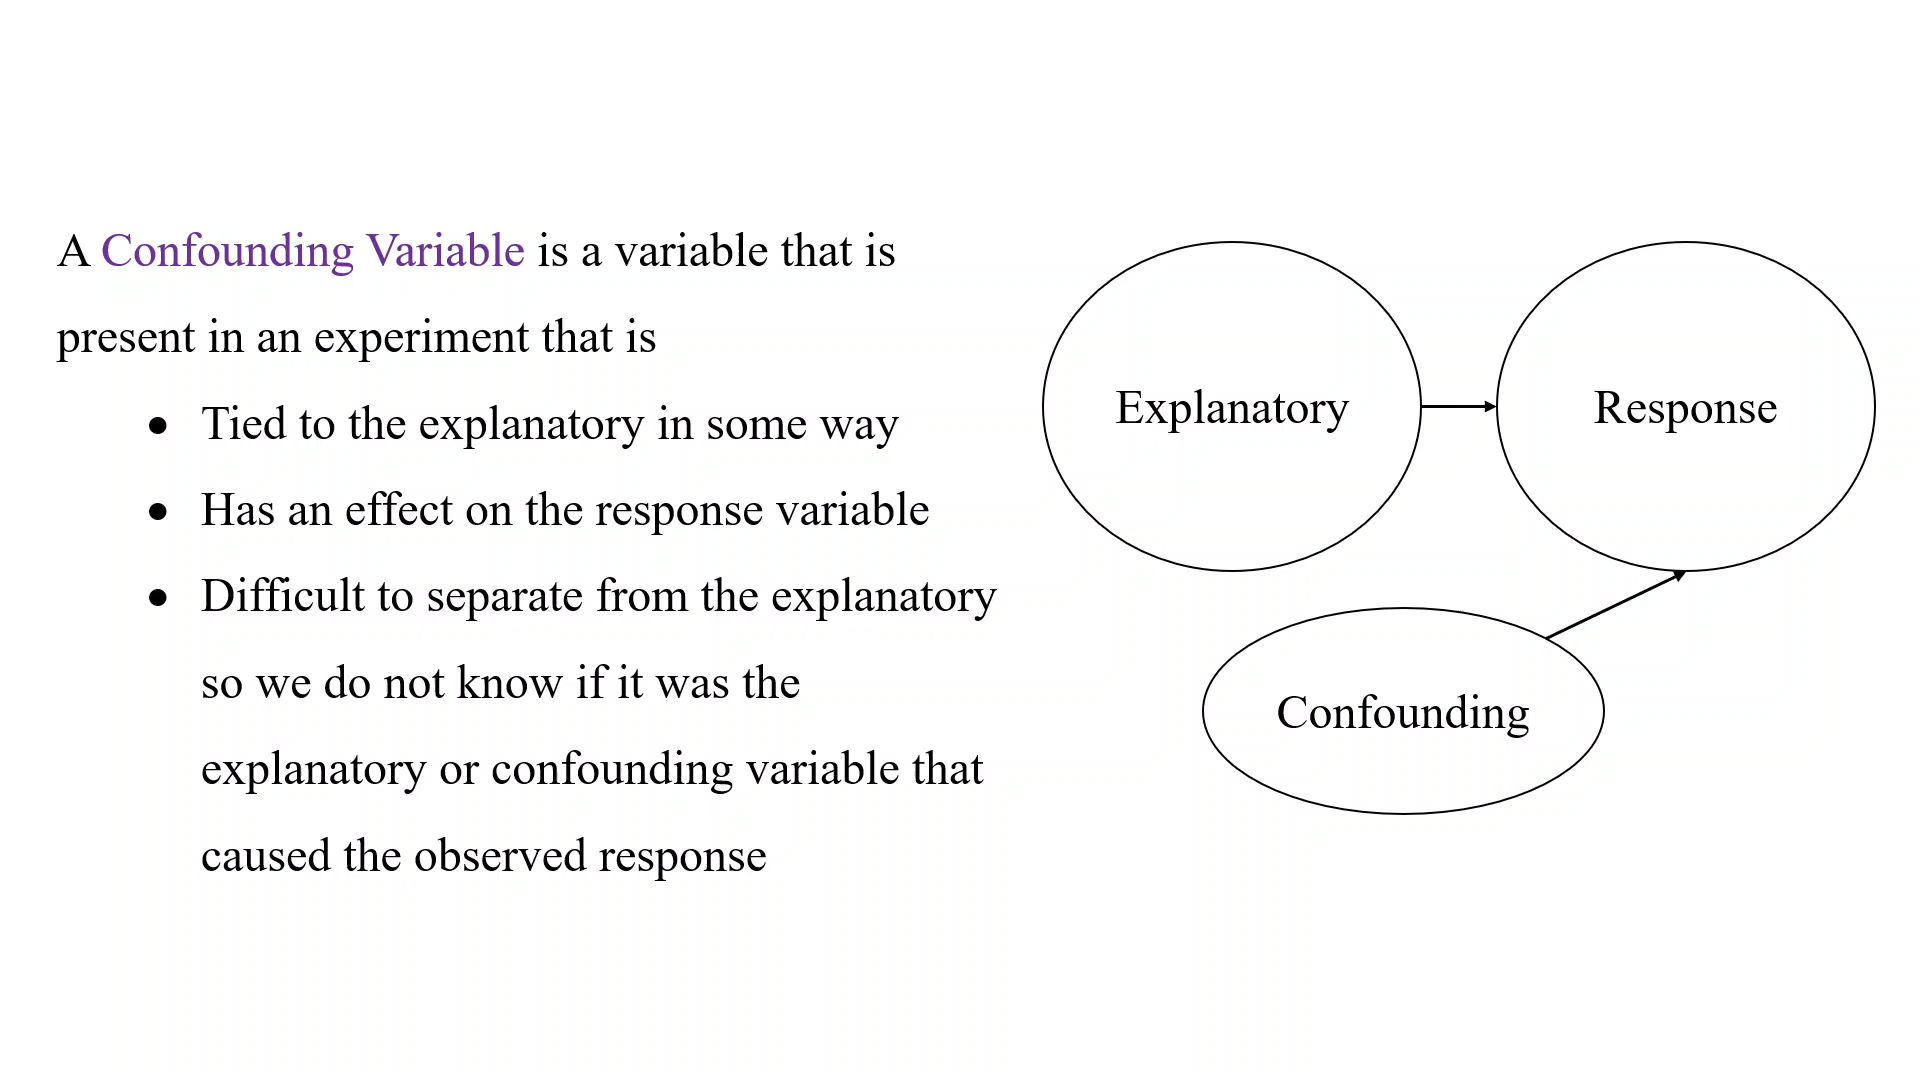 A Confounding Variable is a variable that is
present in an experiment that is
● Tied to the explanatory in some way
● Has an effect on the response variable
● Difficult to separate from the explanatory
so we do not know if it was the
explanatory or confounding variable that
caused the observed response
Explanatory
Response
Confounding